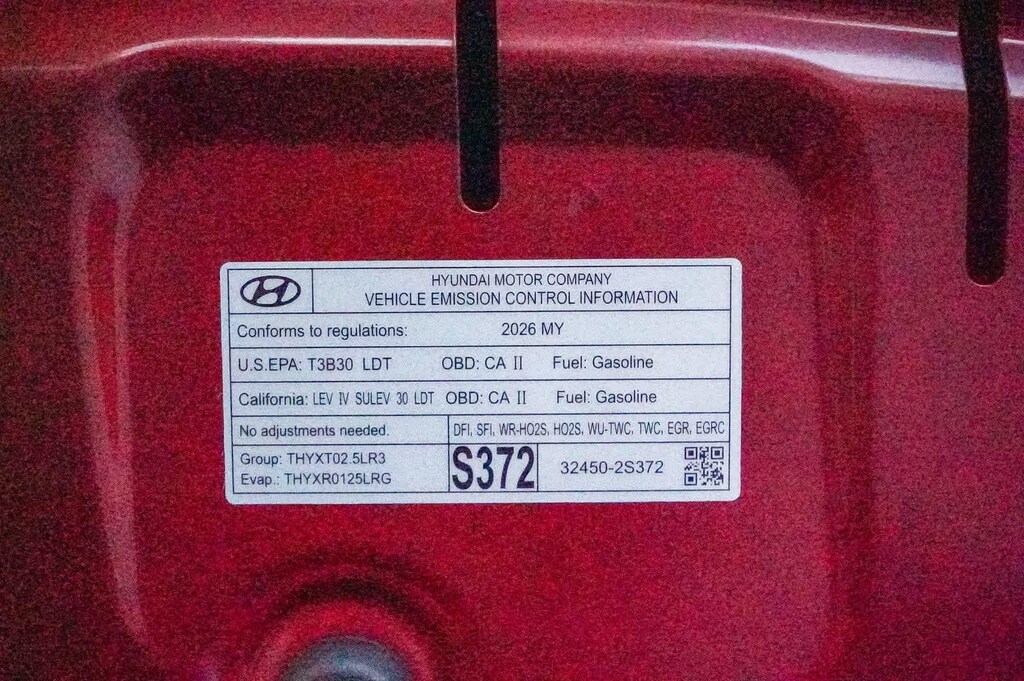 HYUNDAI MOTOR COMPANY
VEHICLE EMISSION CONTROL INFORMATION
Conforms to regulations: 2026 MY
U.S.EPA: T3B30 LDT OBD: CA II Fuel: Gasoline
California: LEV IV SULEV 30 LDT OBD: CA II Fuel: Gasoline
No adjustments needed. DFI, SFI, WR-HO2S, HO2S, WU-TWC, TWC, EGR, EGRC
Group: THYXT02.5LR3
Evap.: THYXR0125LRG
S372
32450-2S372